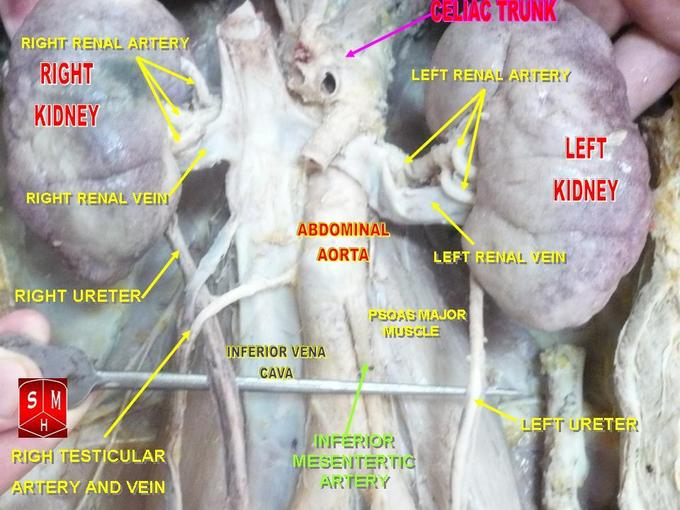 CELIAC TRUNK
RIGHT RENAL ARTERY
RIGHT
KIDNEY
LEFT RENAL ARTERY
LEFT
KIDNEY
RIGHT RENAL VEIN
ABDOMINAL
AORTA
LEFT RENAL VEIN
RIGHT URETER
PSOAS MAJOR
MUSCLE
INFERIOR VENA
CAVA
S M
H
LEFT URETER
INFERIOR
MESENTERTIC
ARTERY
RIGH TESTICULAR
ARTERY AND VEIN